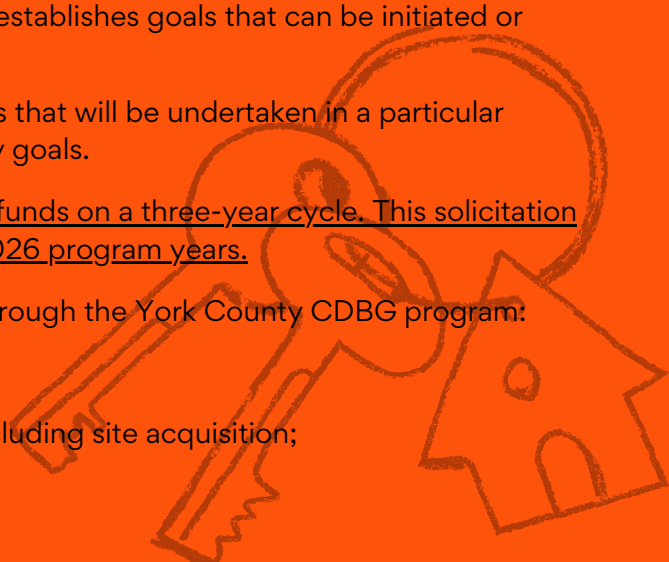 establishes goals that can be initiated or
s that will be undertaken in a particular
y goals.
funds on a three-year cycle. This solicitation
026 program years.
rough the York County CDBG program:
luding site acquisition;